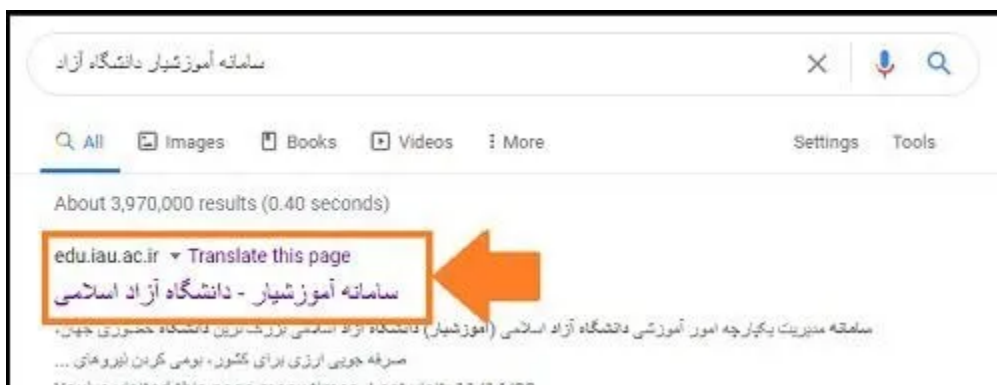 سامانه آموزشیار دانشگاه آزاد
All Images Books Videos More Settings Tools
About 3,970,000 results (0.40 seconds)
edu.iau.ac.ir Translate this page
سامانه آموزشیار - دانشگاه آزاد اسلامی
سامانه مدیریت یکپارچه امور آموزشی دانشگاه آزاد اسلامی (آموزشیار) دانشگاه آزاد اسلامی بزرگ ترین دانشگاه حضوری جهان،
صرفه جویی ارزی برای کشور، بومی کردن نیروهای ...